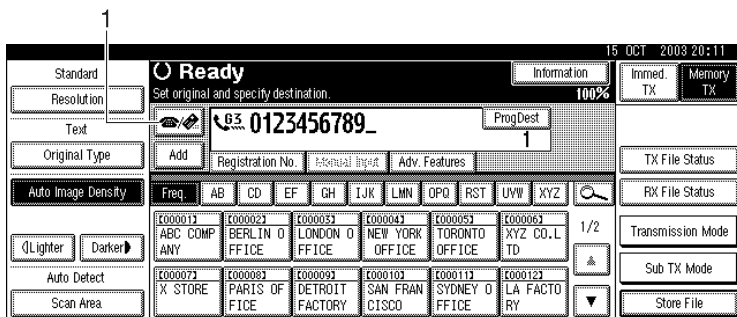 1
15 OCT 2003 20:11
Standard
Resolution
Text
Original Type
Auto Image Density
Lighter Darker
Auto Detect
Scan Area
Ready
Set original and specify destination.
Information
100%
G3 0123456789_
ProgDest
1
Add
Registration No. Manual Input Adv. Features
Freq. AB CD EF GH IJK LMN OPQ RST UVW XYZ
[00001] [00002] [00003] [00004] [00005] [00006]
ABC COMP BERLIN O LONDON O NEW YORK TORONTO XYZ CO.L
ANY FFICE FFICE OFFICE OFFICE TD
1/2
[00007] [00008] [00009] [00010] [00011] [00012]
X STORE PARIS OF DETROIT SAN FRAN SYDNEY O LA FACTO
FICE FACTORY CISCO FFICE RY
Immed. TX
Memory TX
TX File Status
RX File Status
Transmission Mode
Sub TX Mode
Store File